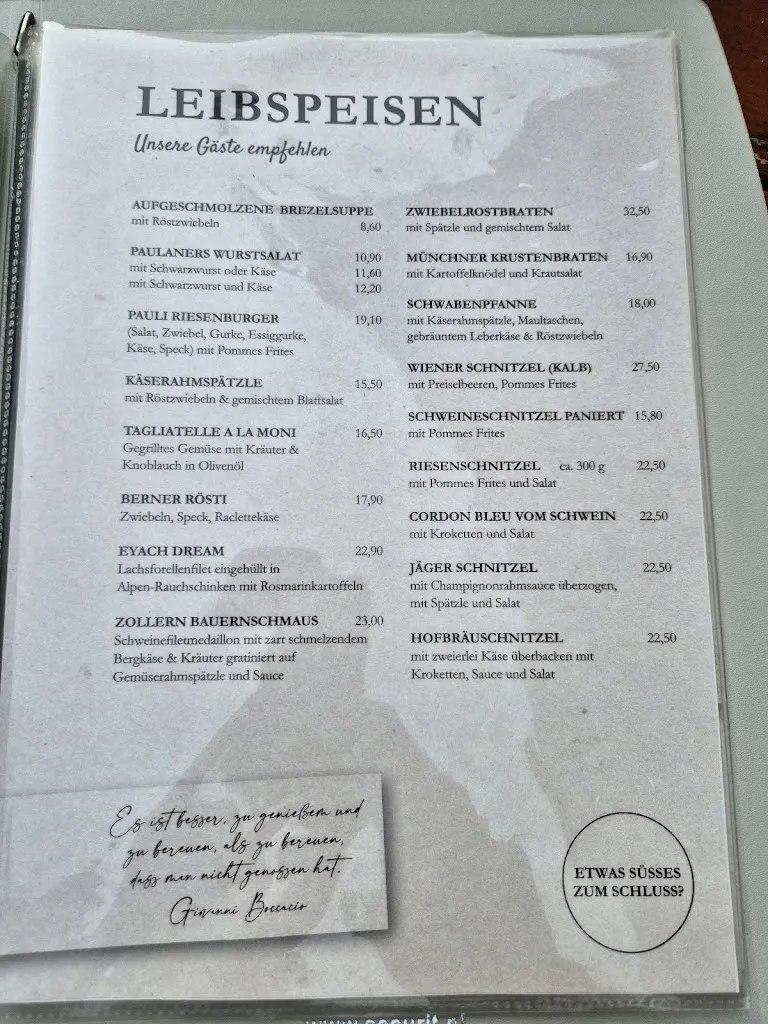 LEIBSPEISEN
Unsere Gäste empfehlen
AUFGESCHMOLZENE BREZELSUPPE
mit Röstzwiebeln 8,60
PAULANERS WURSTSALAT 10,90
mit Schwarzwurst oder Käse 11,60
mit Schwarzwurst und Käse 12,20
PAULI RIESENBURGER 19,10
(Salat, Zwiebel, Gurke, Essiggurke,
Käse, Speck) mit Pommes Frites
KÄSERAHMSPÄTZLE 15,50
mit Röstzwiebeln & gemischtem Blattsalat
TAGLIATELLE A LA MONI 16,50
Gegrilltes Gemüse mit Kräuter &
Knoblauch in Olivenöl
BERNER RÖSTI 17,90
Zwiebeln, Speck, Raclettekäse
EYACH DREAM 22,90
Lachsforellenfilet eingehüllt in
Alpen-Rauchschinken mit Rosmarinkartoffeln
ZOLLERN BAUERNSCHMAUS 23,00
Schweinefiletmedaillon mit zart schmelzendem
Bergkäse & Kräuter gratiniert auf
Gemüserahmspätzle und Sauce
ZWIEBELROSTBRATEN 32,50
mit Spätzle und gemischtem Salat
MÜNCHNER KRUSTENBRATEN 16,90
mit Kartoffelknödel und Krautsalat
SCHWABENPFANNE 18,00
mit Käserahmspätzle, Maultaschen,
gebräuntem Leberkäse & Röstzwiebeln
WIENER SCHNITZEL (KALB) 27,50
mit Preiselbeeren, Pommes Frites
SCHWEINESCHNITZEL PANIERT 15,80
mit Pommes Frites
RIESENSCHNITZEL ca. 300 g 22,50
mit Pommes Frites und Salat
CORDON BLEU VOM SCHWEIN 22,50
mit Kroketten und Salat
JÄGER SCHNITZEL 22,50
mit Champignonrahmsauce überzogen,
mit Spätzle und Salat
HOFBRÄUSCHNITZEL 22,50
mit zweierlei Käse überbacken mit
Kroketten, Sauce und Salat
Es ist besser, zu genießem und
zu bereuen, als zu bereuen,
dass man nicht genossen hat.
Giovanni Boccacio
ETWAS SÜSSES
ZUM SCHLUSS?